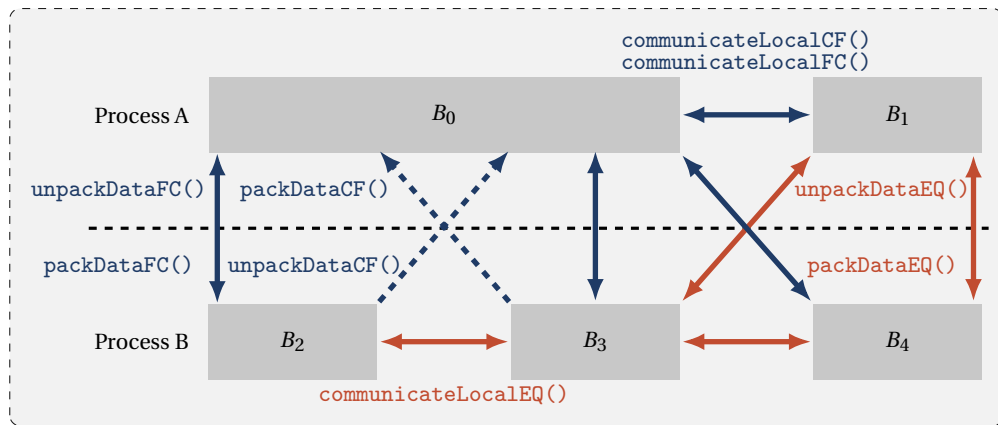 communicateLocalCF()
communicateLocalFC()
Process A
B0
B1
unpackDataFC()
packDataCF()
unpackDataEQ()
packDataFC()
unpackDataCF()
packDataEQ()
Process B
B2
B3
B4
communicateLocalEQ()